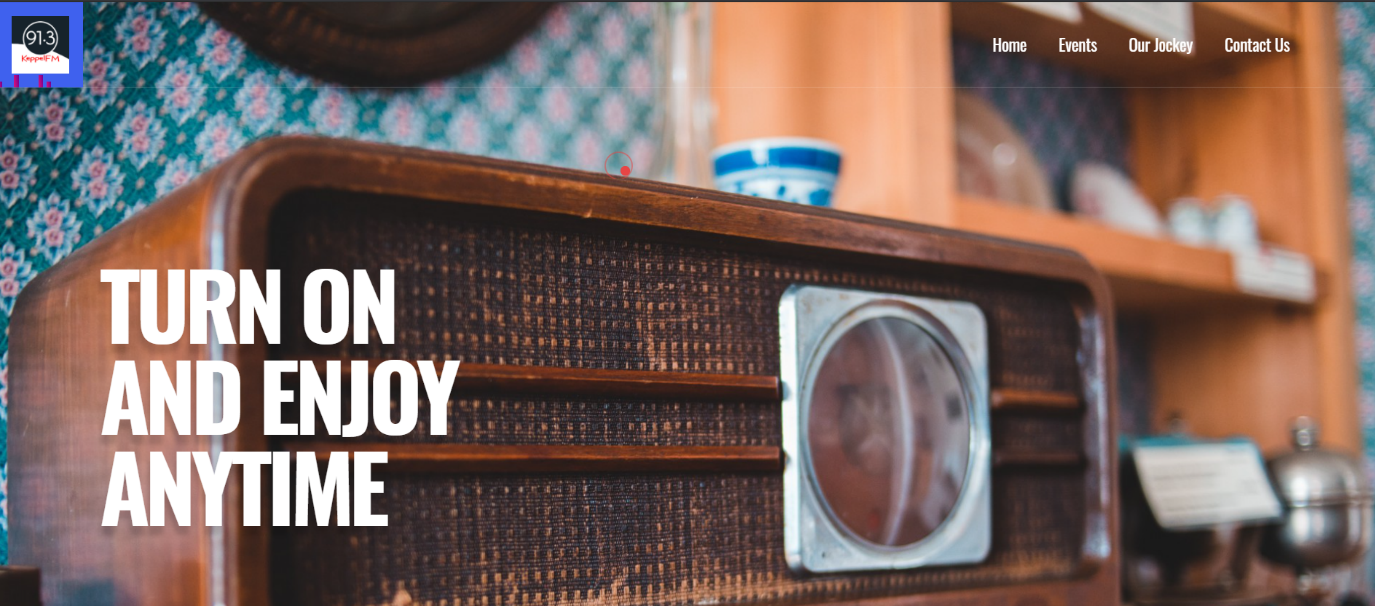 91.3
KeppelFM
Home Events Our Jockey Contact Us
TURN ON
AND ENJOY
ANYTIME